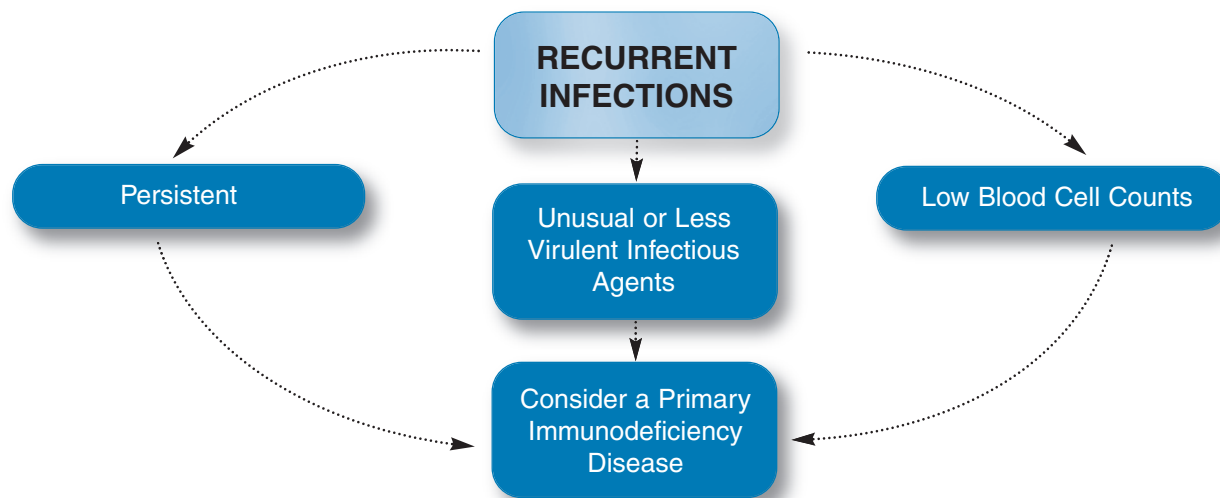 RECURRENT
INFECTIONS
Persistent
Unusual or Less
Virulent Infectious
Agents
Low Blood Cell Counts
Consider a Primary
Immunodeficiency
Disease